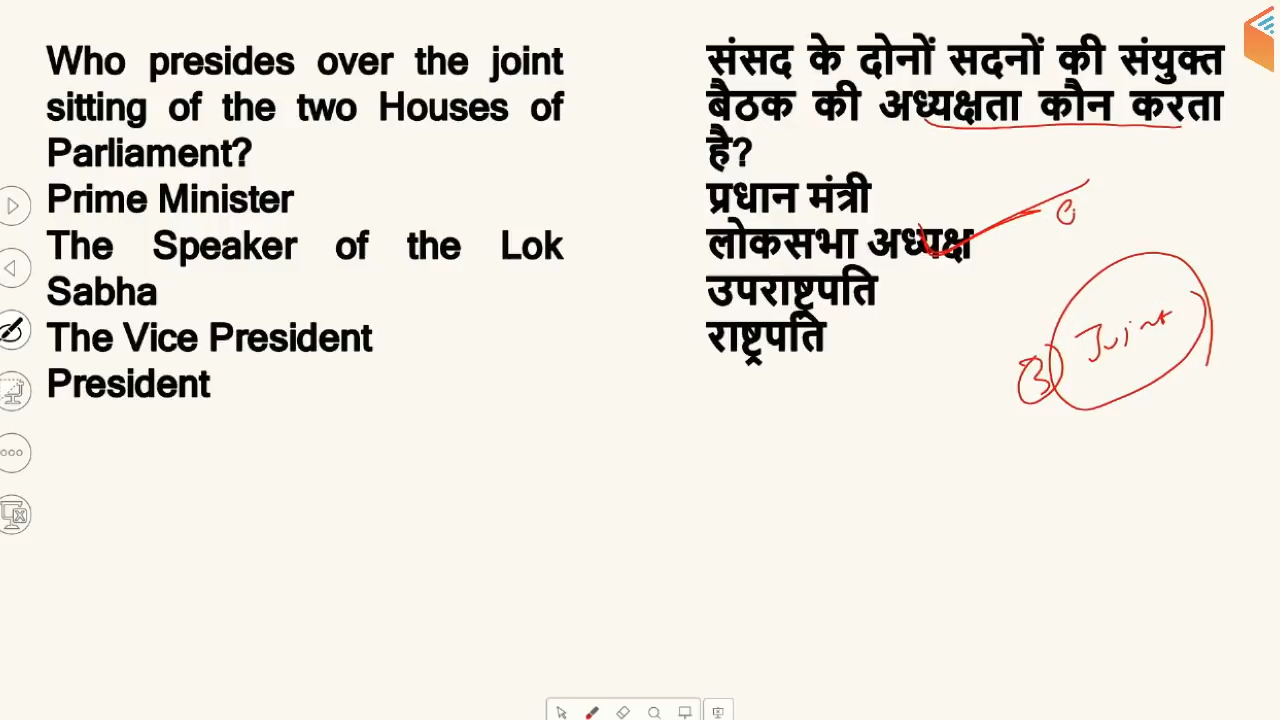 Who presides over the joint
sitting of the two Houses of
Parliament?
Prime Minister
The Speaker of the Lok
Sabha
The Vice President
President
संसद के दोनों सदनों की संयुक्त
बैठक की अध्यक्षता कौन करता
है?
प्रधान मंत्री
लोकसभा अध्यक्ष
उपराष्ट्रपति
राष्ट्रपति
3